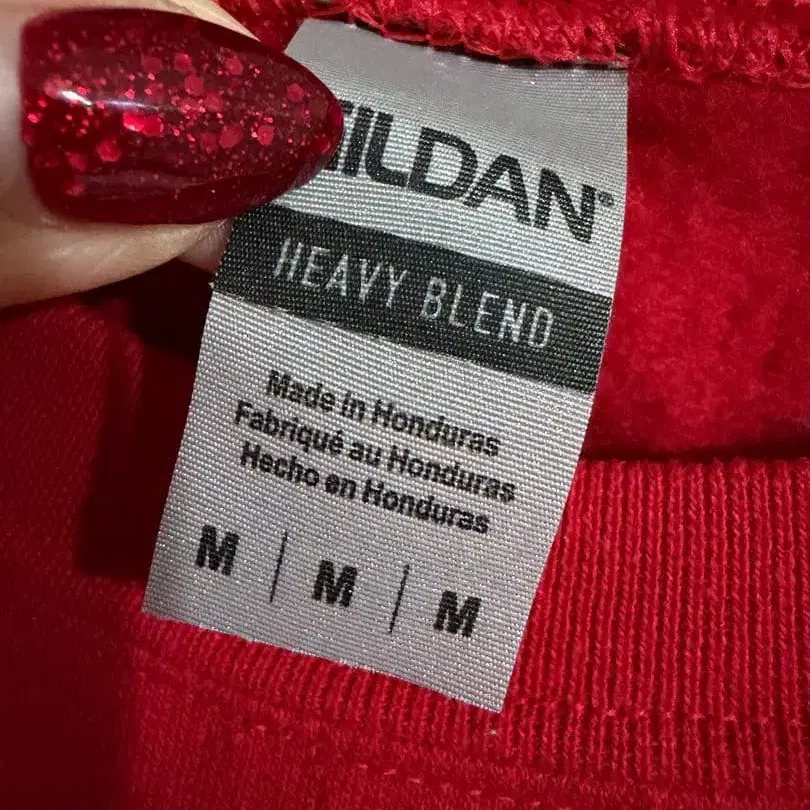 ILDAN®
HEAVY BLEND
Made in Honduras
Fabriqué au Honduras
Hecho en Honduras
M | M | M